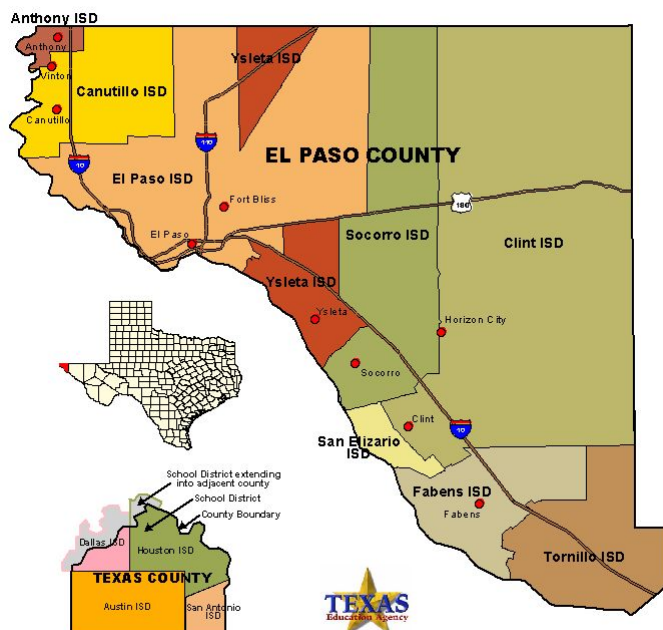 Anthony ISD
Anthony
Vinton
Canutillo ISD
Canutillo
Ysleta ISD
10
110
EL PASO COUNTY
El Paso ISD
Fort Bliss
180
El Paso
Socorro ISD
Clint ISD
Ysleta ISD
Ysleta
Horizon City
Socorro
Clint
10
San Elizario
ISD
Fabens ISD
Fabens
Tornillo ISD
School District extending
into adjacent county
School District
County Boundary
Dallas ISD
Houston ISD
TEXAS COUNTY
Austin ISD
San Antonio
ISD
TEXAS
Education Agency